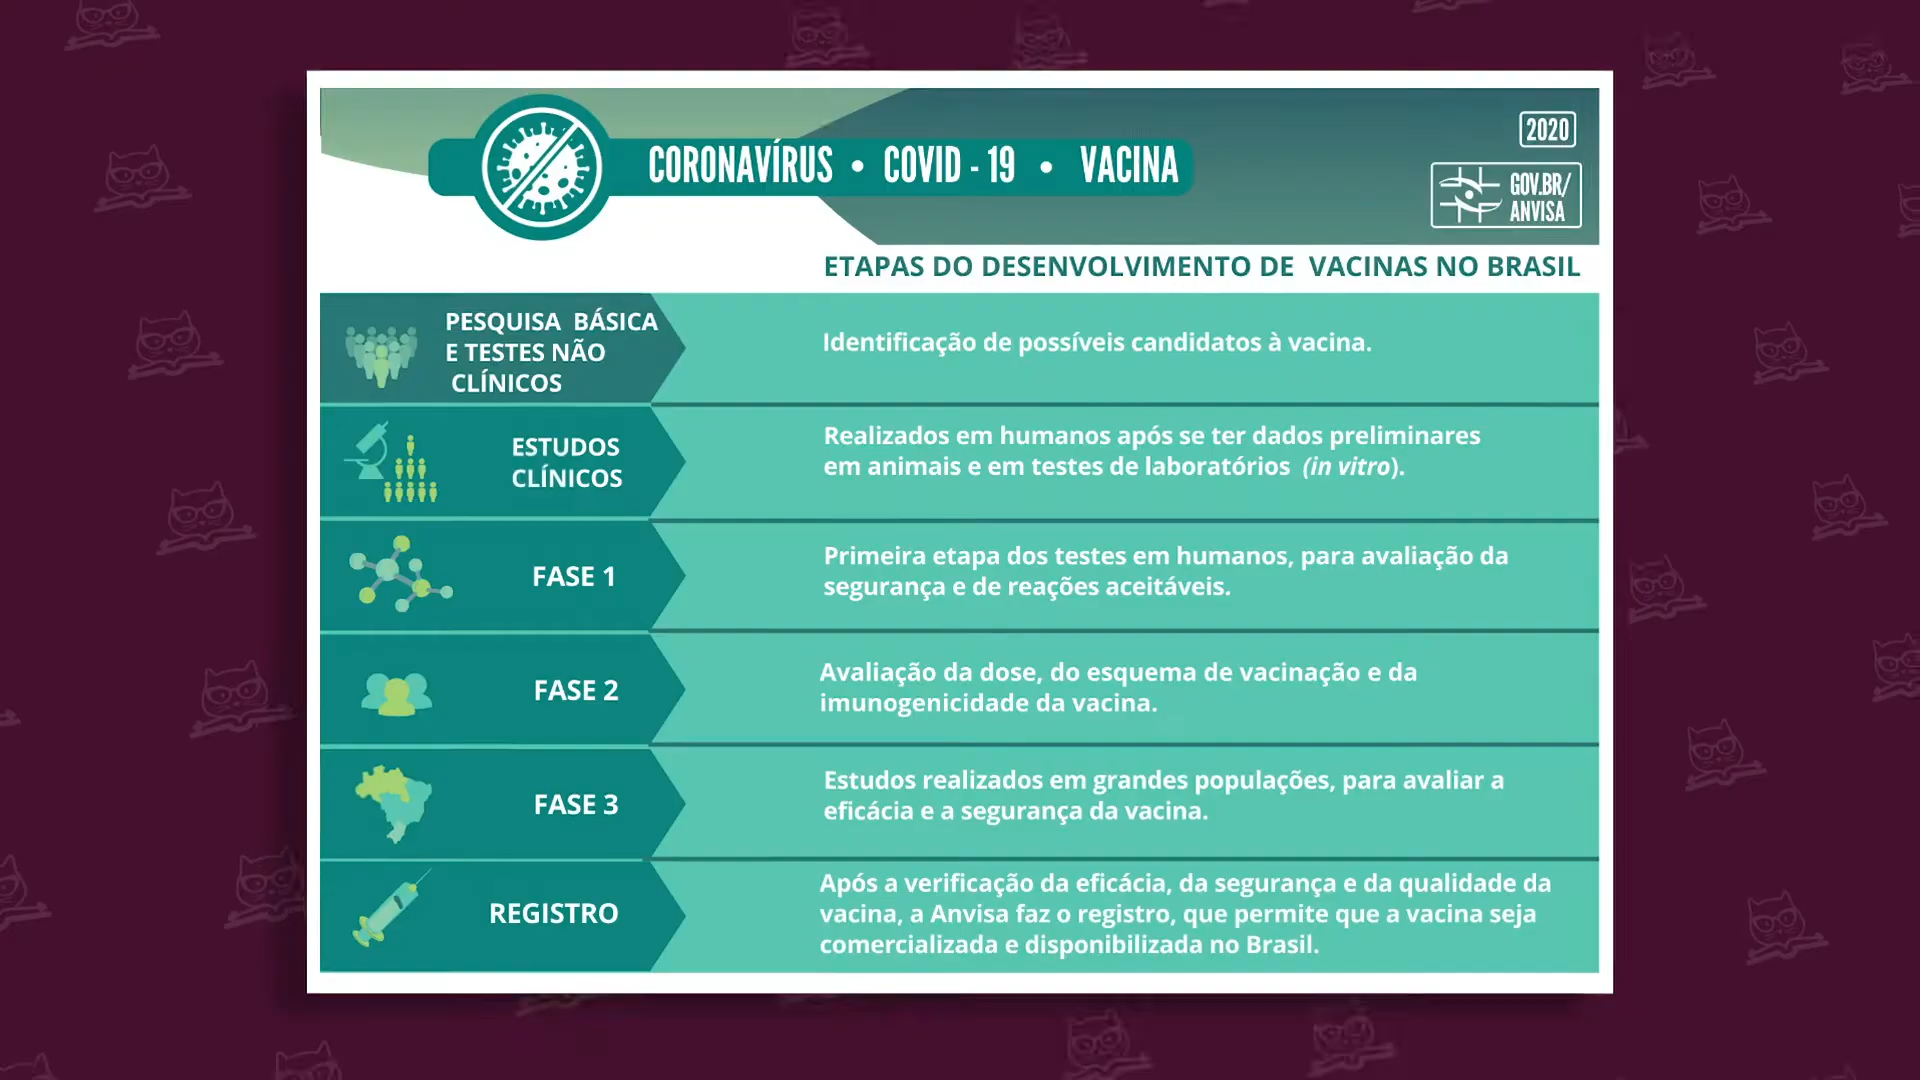 CORONAVÍRUS • COVID - 19 • VACINA
2020
GOV.BR/
ANVISA
ETAPAS DO DESENVOLVIMENTO DE VACINAS NO BRASIL
PESQUISA BÁSICA
E TESTES NÃO
CLÍNICOS
Identificação de possíveis candidatos à vacina.
ESTUDOS
CLÍNICOS
Realizados em humanos após se ter dados preliminares
em animais e em testes de laboratórios (in vitro).
FASE 1
Primeira etapa dos testes em humanos, para avaliação da
segurança e de reações aceitáveis.
FASE 2
Avaliação da dose, do esquema de vacinação e da
imunogenicidade da vacina.
FASE 3
Estudos realizados em grandes populações, para avaliar a
eficácia e a segurança da vacina.
REGISTRO
Após a verificação da eficácia, da segurança e da qualidade da
vacina, a Anvisa faz o registro, que permite que a vacina seja
comercializada e disponibilizada no Brasil.